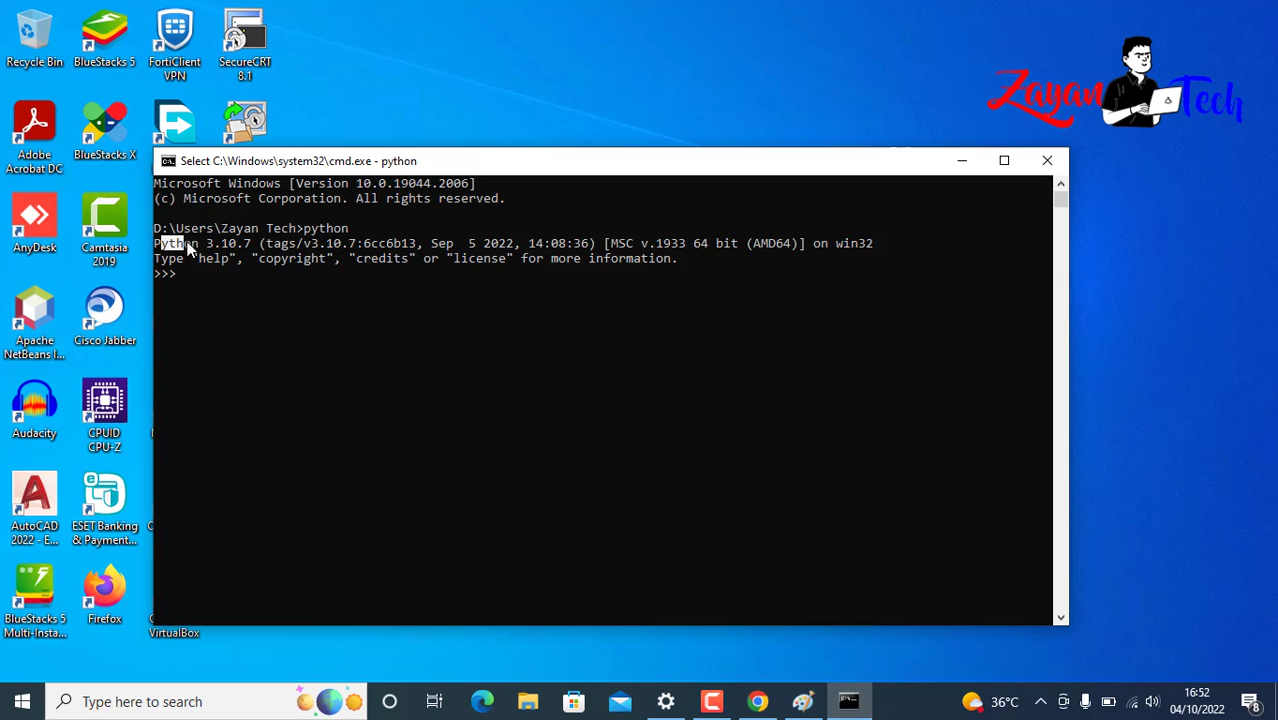 Recycle Bin
BlueStacks 5
FortiClient
VPN
SecureCRT
8.1
Zayan Tech
Adobe
Acrobat DC
BlueStacks X
AnyDesk
Camtasia
2019
Apache
NetBeans I...
Cisco Jabber
Audacity
CPUID
CPU-Z
AutoCAD
2022 - E...
ESET Banking
& Payment...
BlueStacks 5
Multi-Insta...
Firefox
VirtualBox
Select C:\Windows\system32\cmd.exe - python
Microsoft Windows [Version 10.0.19044.2006]
(c) Microsoft Corporation. All rights reserved.
D:\Users\Zayan Tech>python
Python 3.10.7 (tags/v3.10.7:6cc6b13, Sep  5 2022, 14:08:36) [MSC v.1933 64 bit (AMD64)] on win32
Type "help", "copyright", "credits" or "license" for more information.
>>>
Type here to search
36°C
16:52
04/10/2022
8